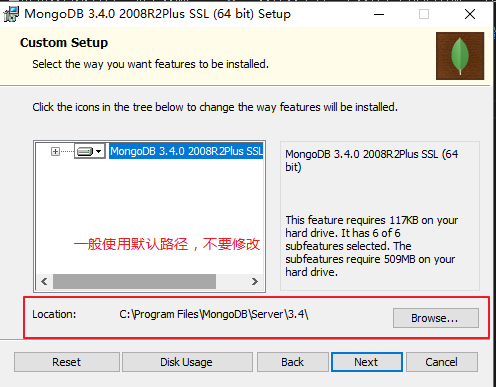 MongoDB 3.4.0 2008R2Plus SSL (64 bit) Setup
Custom Setup
Select the way you want features to be installed.
Click the icons in the tree below to change the way features will be installed.
MongoDB 3.4.0 2008R2Plus SSL
MongoDB 3.4.0 2008R2Plus SSL (64
bit)
一般使用默认路径，不要修改
This feature requires 117KB on your
hard drive. It has 6 of 6
subfeatures selected. The
subfeatures require 509MB on your
hard drive.
Location: C:\Program Files\MongoDB\Server\3.4\
Browse...
Reset Disk Usage Back Next Cancel